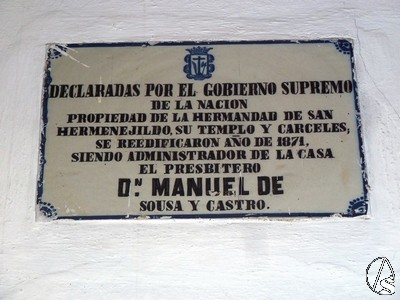 DECLARADAS POR EL GOBIERNO SUPREMO
DE LA NACION
PROPIEDAD DE LA HERMANDAD DE SAN
HERMENEJILDO, SU TEMPLO Y CARCELES;
SE REEDIFICARON AÑO DE 1871,
SIENDO ADMINISTRADOR DE LA CASA
EL PRESBITERO
Dn. MANUEL DE
SOUSA Y CASTRO.